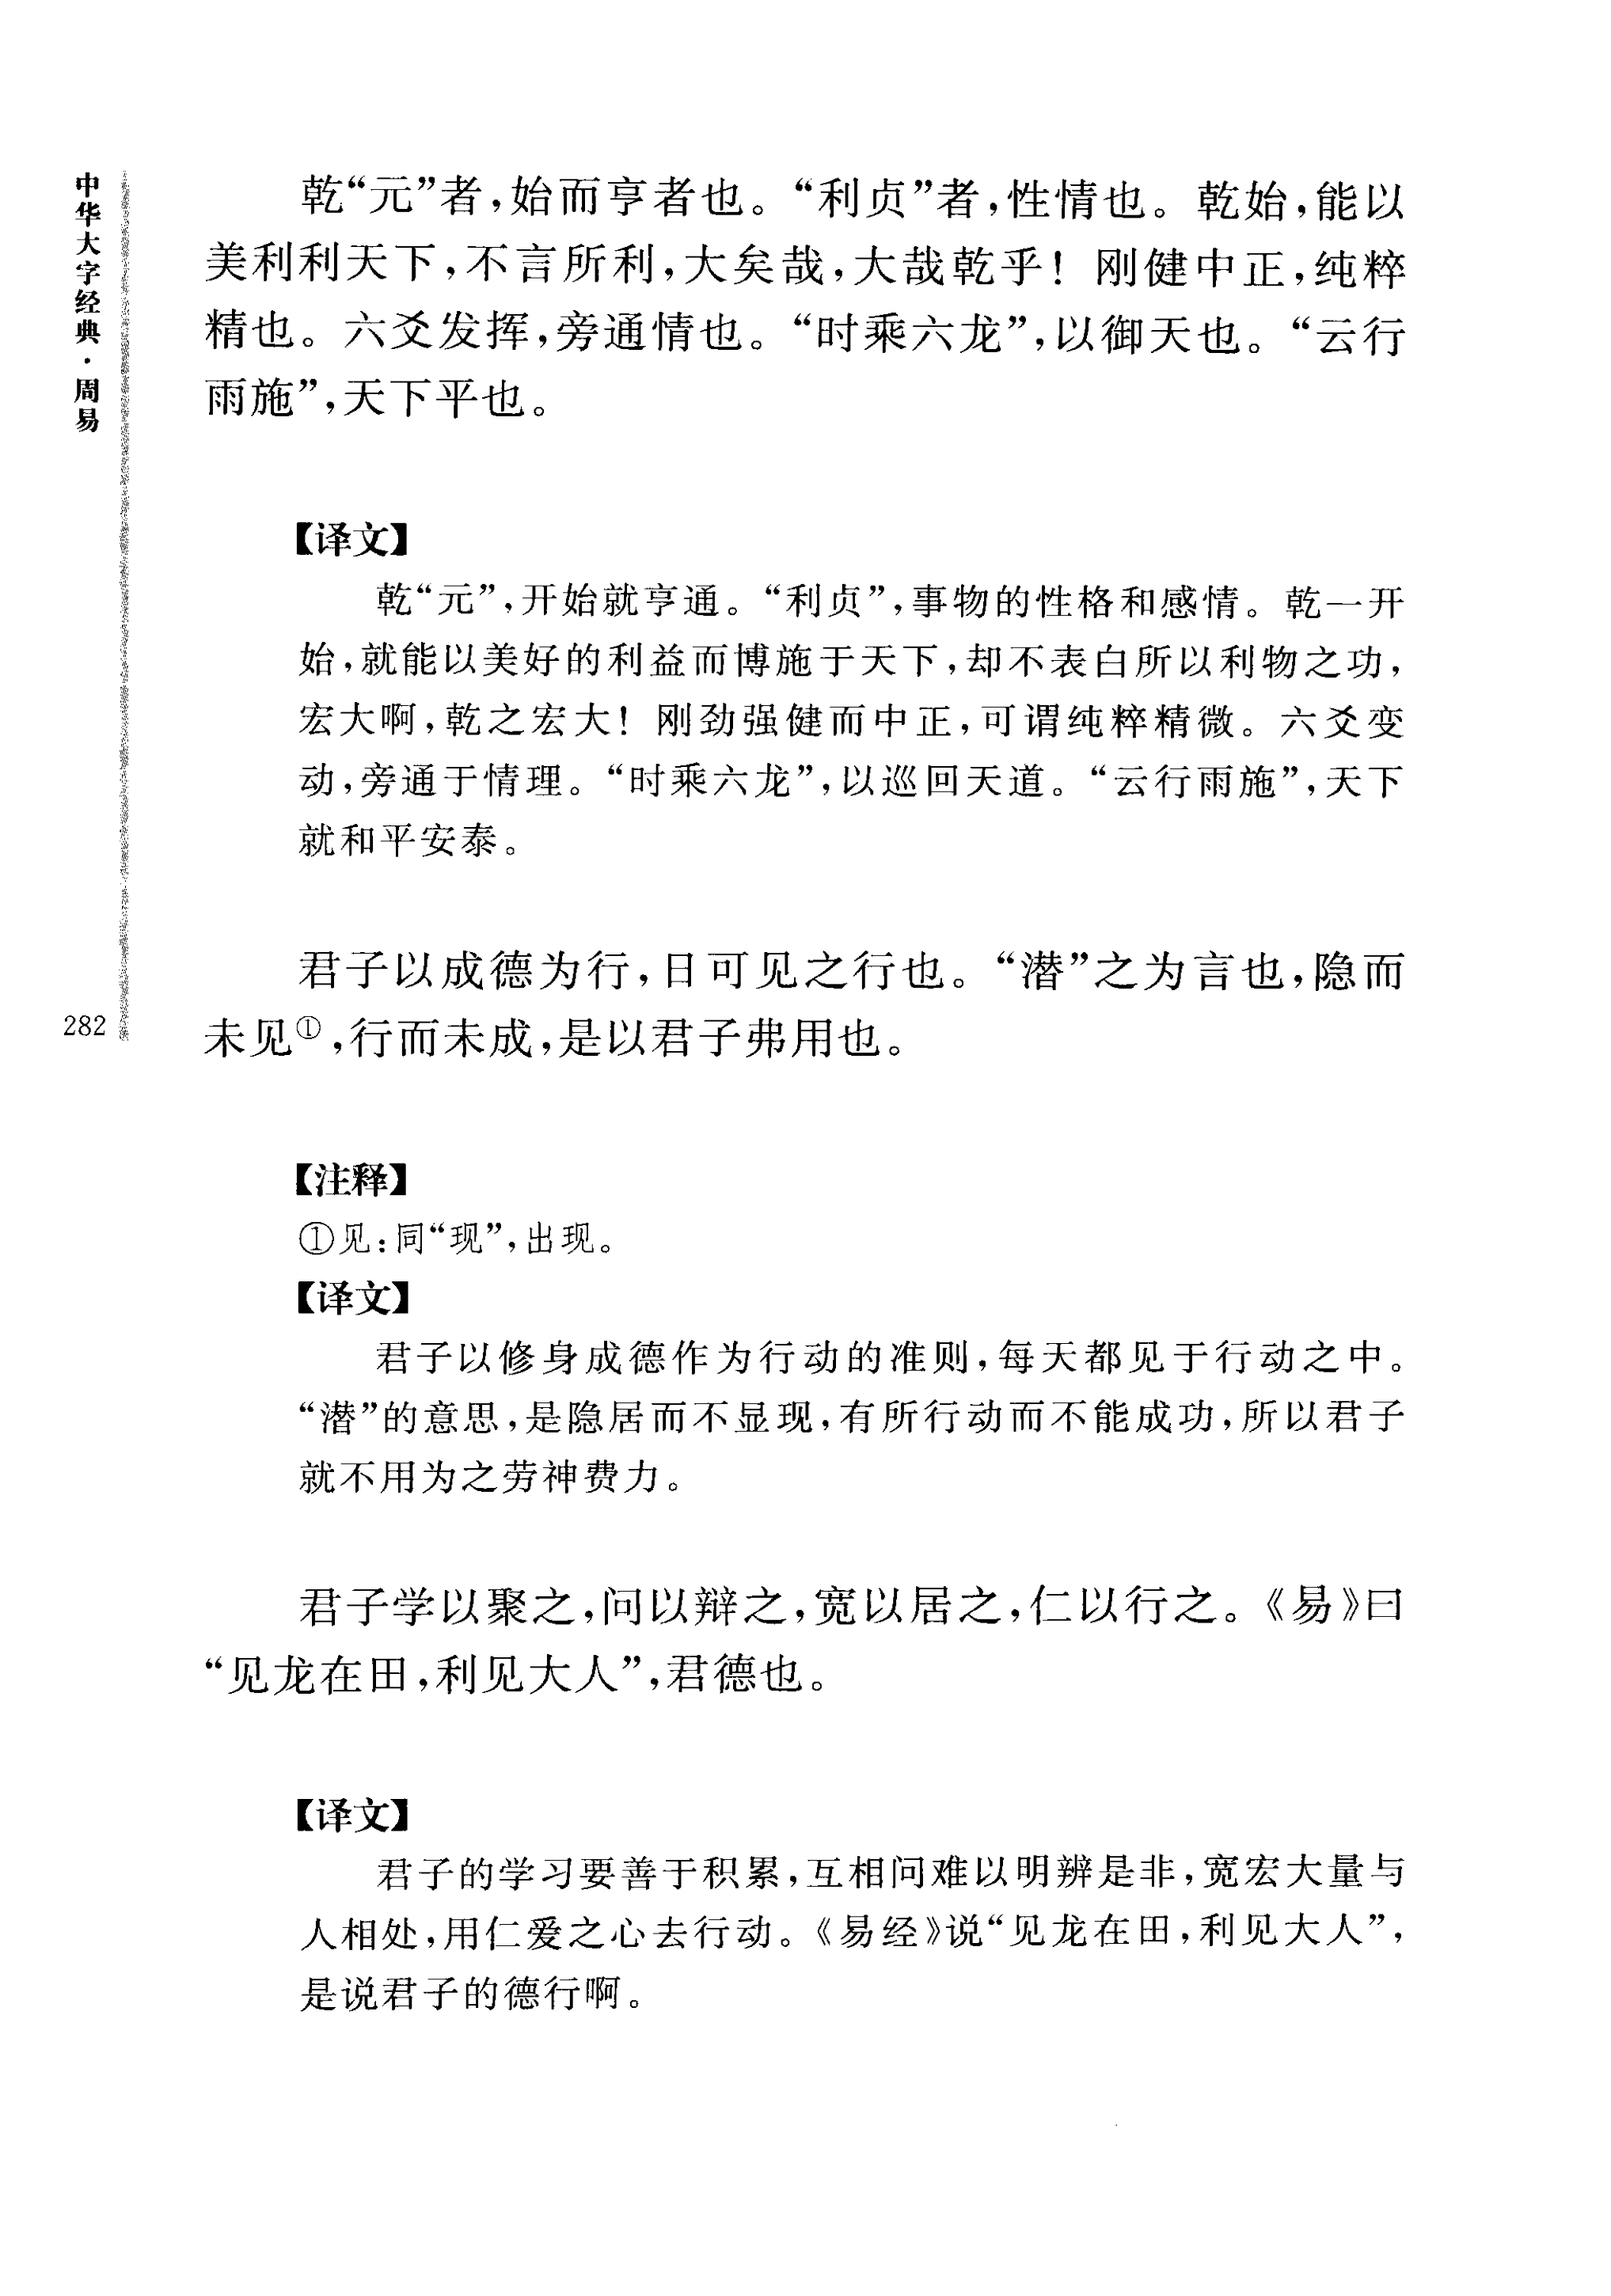 中华大字经典·周易
282
乾“元”者,始而亨者也。“利贞”者,性情也。乾始,能以
美利利天下,不言所利,大矣哉,大哉乾乎!刚健中正,纯粹
精也。六爻发挥,旁通情也。“时乘六龙”,以御天也。“云行
雨施”,天下平也。
【译文】
乾“元”,开始就亨通。“利贞”,事物的性格和感情。乾一开
始,就能以美好的利益而博施于天下,却不表白所以利物之功,
宏大啊,乾之宏大!刚劲强健而中正,可谓纯粹精微。六爻变
动,旁通于情理。“时乘六龙”,以巡回天道。“云行雨施”,天下
就和平安泰。
君子以成德为行,日可见之行也。“潜”之为言也,隐而
未见①,行而未成,是以君子弗用也。
【注释】
①见:同“现”,出现。
【译文】
君子以修身成德作为行动的准则,每天都见于行动之中。
“潜”的意思,是隐居而不显现,有所行动而不能成功,所以君子
就不用为之劳神费力。
君子学以聚之,问以辩之,宽以居之,仁以行之。《易》曰
“见龙在田,利见大人”,君德也。
【译文】
君子的学习要善于积累,互相问难以明辨是非,宽宏大量与
人相处,用仁爱之心去行动。《易经》说“见龙在田,利见大人”,
是说君子的德行啊。